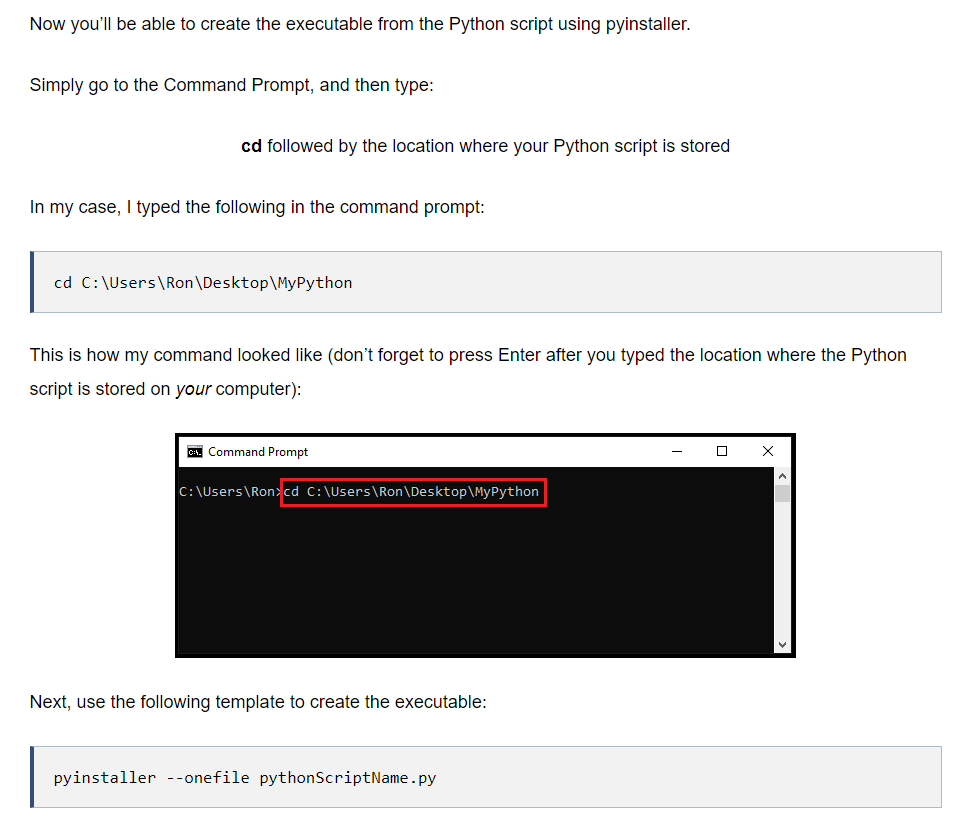 Now you’ll be able to create the executable from the Python script using pyinstaller.
Simply go to the Command Prompt, and then type:
cd followed by the location where your Python script is stored
In my case, I typed the following in the command prompt:
cd C:\Users\Ron\Desktop\MyPython
This is how my command looked like (don’t forget to press Enter after you typed the location where the Python
script is stored on your computer):
Command Prompt
C:\Users\Ron>cd C:\Users\Ron\Desktop\MyPython
Next, use the following template to create the executable:
pyinstaller --onefile pythonScriptName.py